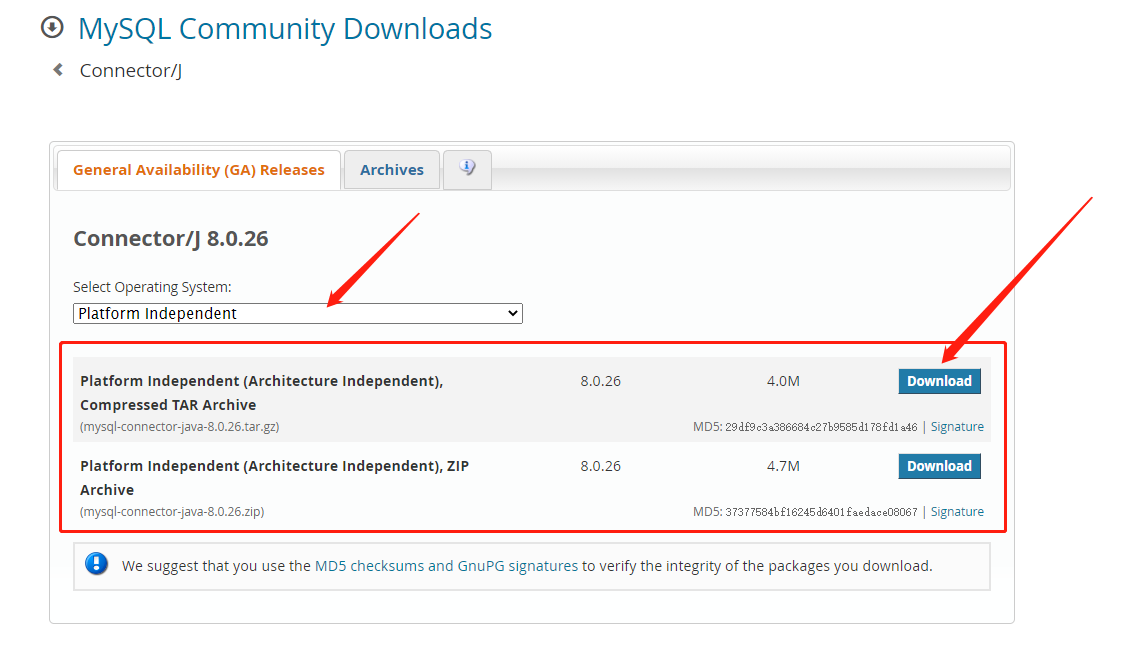 MySQL Community Downloads
Connector/J
General Availability (GA) Releases
Archives
Connector/J 8.0.26
Select Operating System:
Platform Independent
Platform Independent (Architecture Independent), 8.0.26 4.0M Download
Compressed TAR Archive
(mysql-connector-java-8.0.26.tar.gz) MD5: 29df9c3a386684c27b9585d178fd1a46 | Signature
Platform Independent (Architecture Independent), ZIP 8.0.26 4.7M Download
Archive
(mysql-connector-java-8.0.26.zip) MD5: 37377584bf16245d6401faedace08067 | Signature
We suggest that you use the MD5 checksums and GnuPG signatures to verify the integrity of the packages you download.